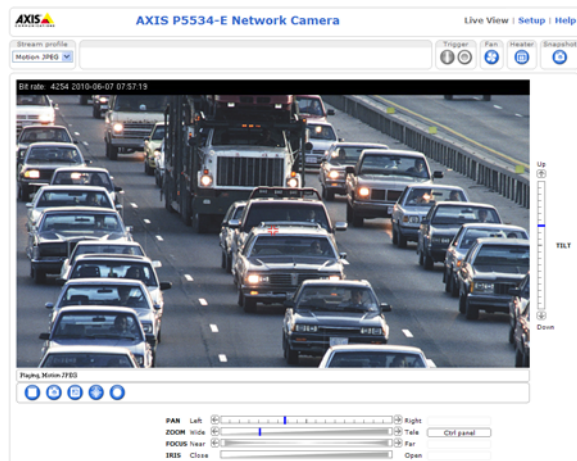 AXIS COMMUNICATIONS
AXIS P5534-E Network Camera
Live View | Setup | Help
Stream profile
Motion JPEG
Trigger
Fan
Heater
Snapshot
Bit rate: 4254 2010-06-07 07:57:19
Up
TILT
Down
Playing, Motion JPEG
PAN Left Right
ZOOM Wide Tele Ctrl panel
FOCUS Near Far
IRIS Close Open